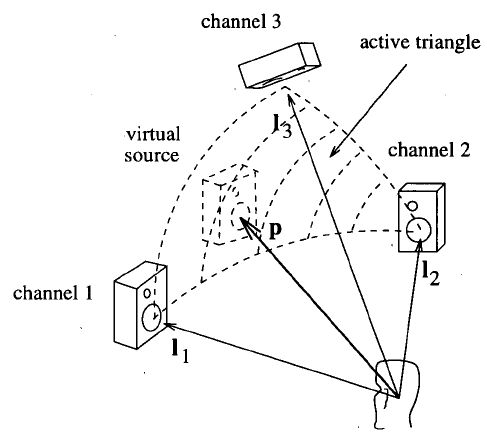 channel 3
active triangle
virtual
source
l3
channel 2
p
l2
channel 1
l1